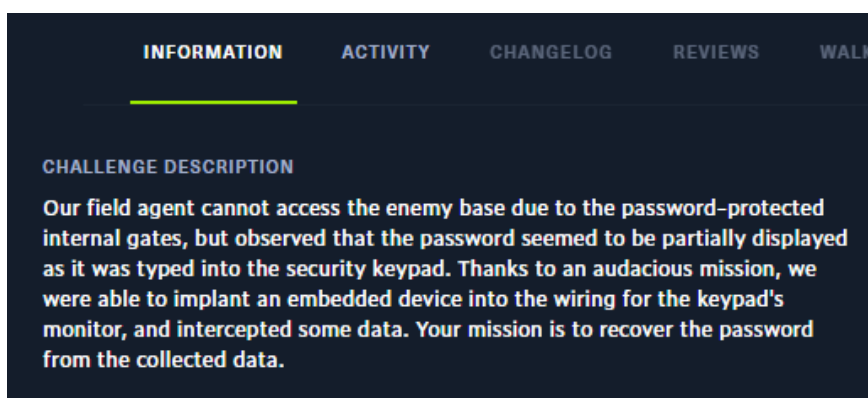 INFORMATION ACTIVITY CHANGELOG REVIEWS
CHALLENGE DESCRIPTION
Our field agent cannot access the enemy base due to the password-protected
internal gates, but observed that the password seemed to be partially displayed
as it was typed into the security keypad. Thanks to an audacious mission, we
were able to implant an embedded device into the wiring for the keypad's
monitor, and intercepted some data. Your mission is to recover the password
from the collected data.